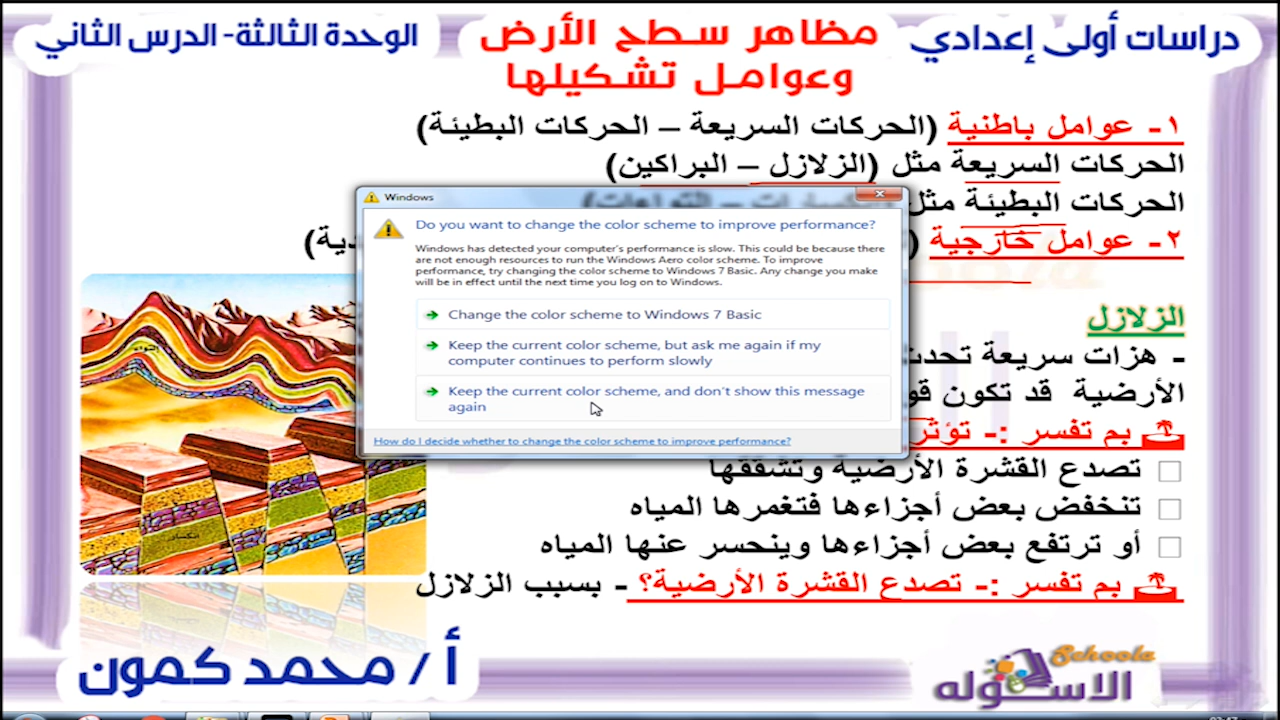 دراسات أولى إعدادي
مظاهر سطح الأرض
وعوامل تشكيلها
الوحدة الثالثة- الدرس الثاني
١- عوامل باطنية (الحركات السريعة – الحركات البطيئة)
الحركات السريعة مثل (الزلازل – البراكين)
الحركات البطيئة مثل
٢- عوامل خارجية (
Windows
Do you want to change the color scheme to improve performance?
Windows has detected your computer's performance is slow. This could be because there
are not enough resources to run the Windows Aero color scheme. To improve
performance, try changing the color scheme to Windows 7 Basic. Any change you make
will be in effect until the next time you log on to Windows.
Change the color scheme to Windows 7 Basic
Keep the current color scheme, but ask me again if my
computer continues to perform slowly
Keep the current color scheme, and don't show this message
again
How do I decide whether to change the color scheme to improve performance?
الزلازل
- هزات سريعة تحدث
الأرضية قد تكون
بم تفسر :- تؤثر
تصدع القشرة الأرضية وتشققها
تنخفض بعض أجزاءها فتغمرها المياه
أو ترتفع بعض أجزاءها وينحسر عنها المياه
بم تفسر :- تصدع القشرة الأرضية؟ - بسبب الزلازل
أ / محمد كمون
Schoola
الاسكوله